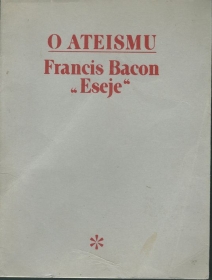 O ATEISMU
Francis Bacon
„Eseje“
*